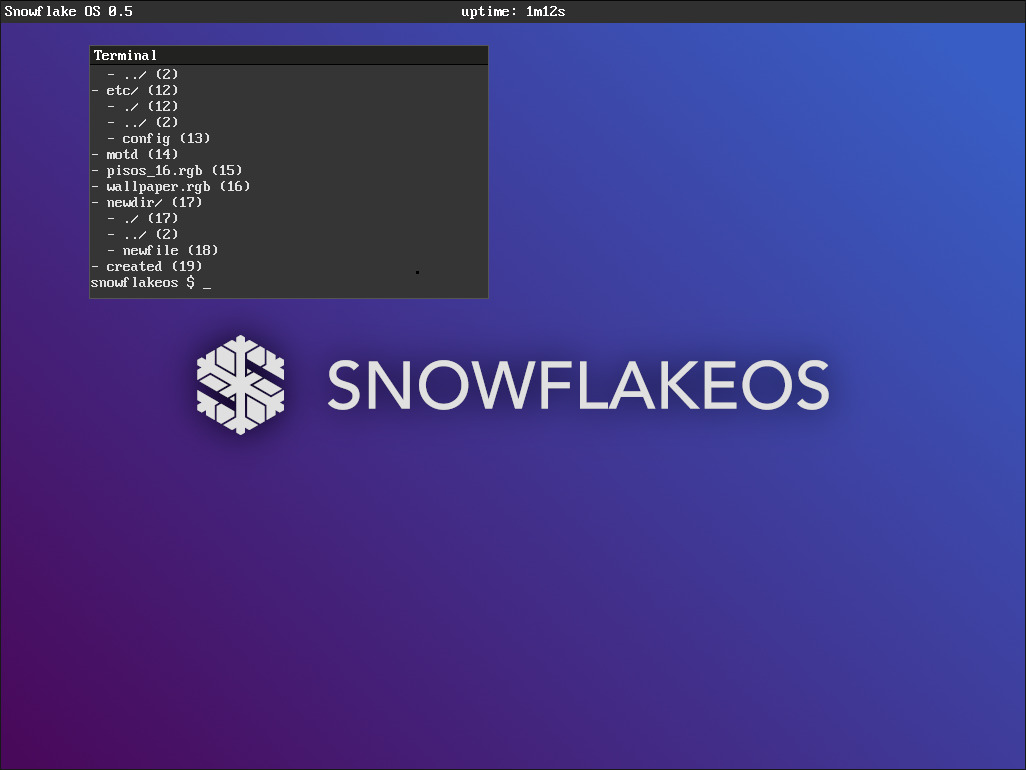 Snowflake OS 0.5 uptime: 1m12s
Terminal
- ../ (2)
- etc/ (12)
- ./ (12)
- ../ (2)
- config (13)
- motd (14)
- pisos_16.rgb (15)
- wallpaper.rgb (16)
- newdir/ (17)
- ./ (17)
- ../ (2)
- newfile (18)
- created (19)
snowflakeos $ _
SNOWFLAKEOS